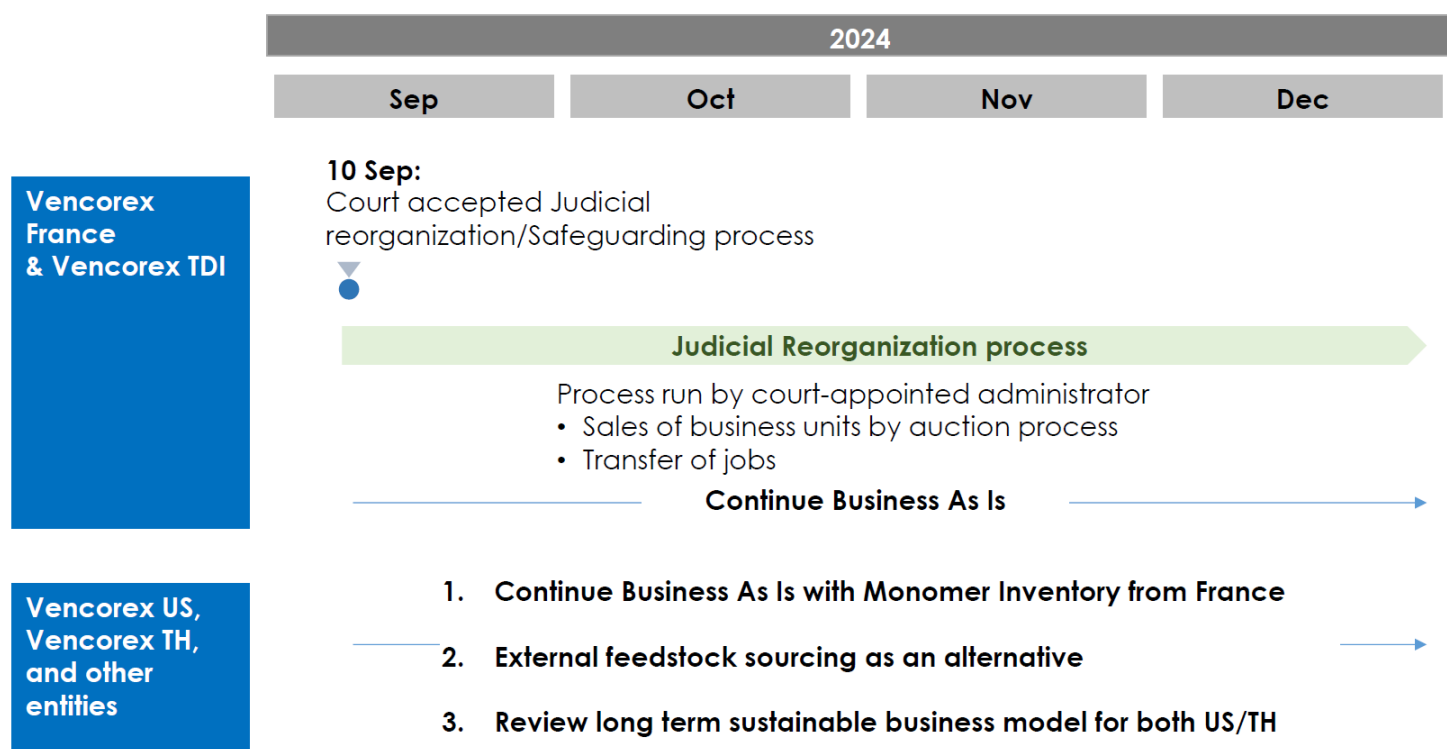 2024
Sep
Oct
Nov
Dec
Vencorex
France
& Vencorex TDI
10 Sep:
Court accepted Judicial
reorganization/Safeguarding process
Judicial Reorganization process
Process run by court-appointed administrator
• Sales of business units by auction process
• Transfer of jobs
Continue Business As Is
Vencorex US,
Vencorex TH,
and other
entities
1. Continue Business As Is with Monomer Inventory from France
2. External feedstock sourcing as an alternative
3. Review long term sustainable business model for both US/TH